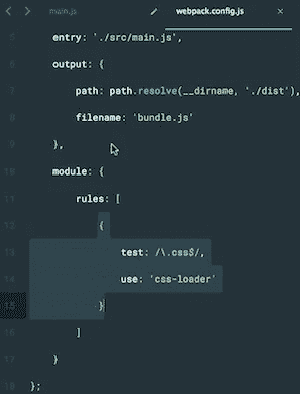 main.js
webpack.config.js
5 entry: './src/main.js',
6 output: {
7 path: path.resolve(__dirname, './dist'),
8 filename: 'bundle.js'
9 },
10 module: {
11 rules: [
12 {
13 test: /\.css$/,
14 use: 'css-loader'
15 }
16 ]
17 }
18 };